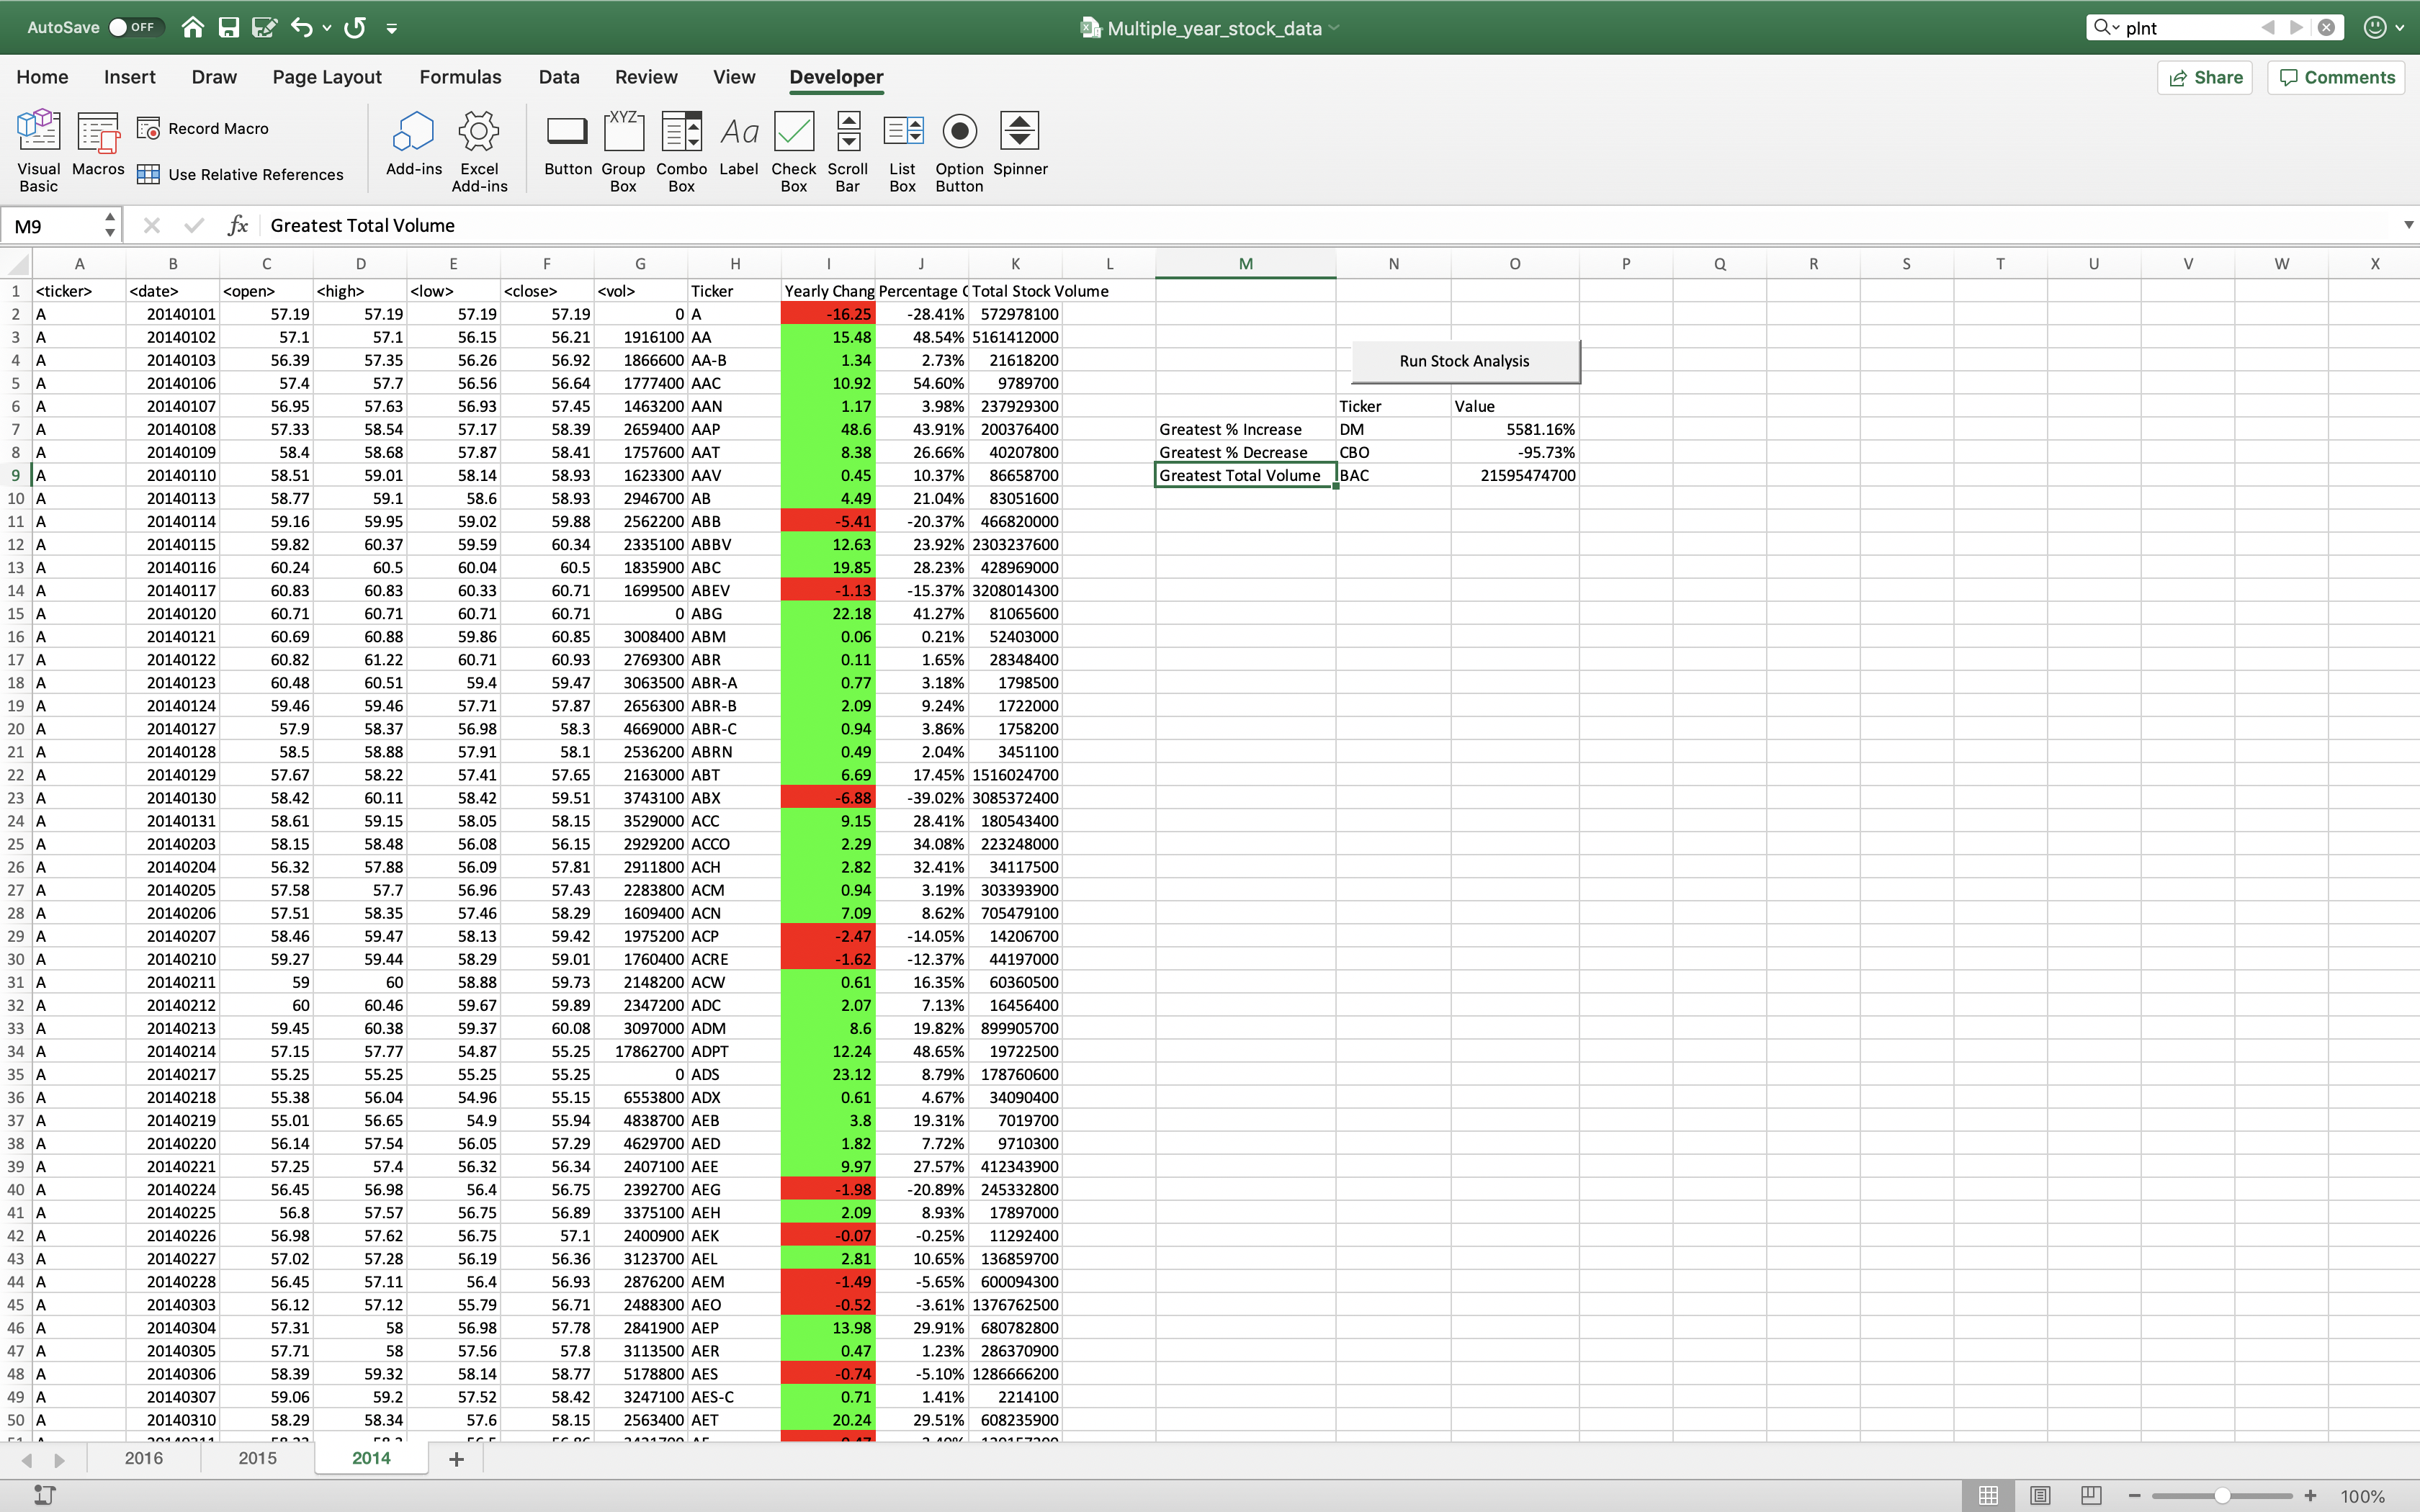 AutoSave OFF Multiple_year_stock_data plnt
Home Insert Draw Page Layout Formulas Data Review View Developer Share Comments
Visual Basic Macros Record Macro Use Relative References Add-ins Excel Add-ins Button Group Box Combo Box Label Check Box Scroll Bar List Box Option Button Spinner
XYZ Aa
M9 fx Greatest Total Volume
A B C D E F G H I J K L M N O P Q R S T U V W X
1 <ticker> <date> <open> <high> <low> <close> <vol> Ticker Yearly Chang Percentage C Total Stock Volume
2 A 20140101 57.19 57.19 57.19 57.19 0 A -16.25 -28.41% 572978100
3 A 20140102 57.1 57.1 56.15 56.21 1916100 AA 15.48 48.54% 5161412000
4 A 20140103 56.39 57.35 56.26 56.92 1866600 AA-B 1.34 2.73% 21618200
Run Stock Analysis
5 A 20140106 57.4 57.7 56.56 56.64 1777400 AAC 10.92 54.60% 9789700
6 A 20140107 56.95 57.63 56.93 57.45 1463200 AAN 1.17 3.98% 237929300 Ticker Value
7 A 20140108 57.33 58.54 57.17 58.39 2659400 AAP 48.6 43.91% 200376400 Greatest % Increase DM 5581.16%
8 A 20140109 58.4 58.68 57.87 58.41 1757600 AAT 8.38 26.66% 40207800 Greatest % Decrease CBO -95.73%
9 A 20140110 58.51 59.01 58.14 58.93 1623300 AAV 0.45 10.37% 86658700 Greatest Total Volume BAC 21595474700
10 A 20140113 58.77 59.1 58.6 58.93 2946700 AB 4.49 21.04% 83051600
11 A 20140114 59.16 59.95 59.02 59.88 2562200 ABB -5.41 -20.37% 466820000
12 A 20140115 59.82 60.37 59.59 60.34 2335100 ABBV 12.63 23.92% 2303237600
13 A 20140116 60.24 60.5 60.04 60.5 1835900 ABC 19.85 28.23% 428969000
14 A 20140117 60.83 60.83 60.33 60.71 1699500 ABEV -1.13 -15.37% 3208014300
15 A 20140120 60.71 60.71 60.71 60.71 0 ABG 22.18 41.27% 81065600
16 A 20140121 60.69 60.88 59.86 60.85 3008400 ABM 0.06 0.21% 52403000
17 A 20140122 60.82 61.22 60.71 60.93 2769300 ABR 0.11 1.65% 28348400
18 A 20140123 60.48 60.51 59.4 59.47 3063500 ABR-A 0.77 3.18% 1798500
19 A 20140124 59.46 59.46 57.71 57.87 2656300 ABR-B 2.09 9.24% 1722000
20 A 20140127 57.9 58.37 56.98 58.3 4669000 ABR-C 0.94 3.86% 1758200
21 A 20140128 58.5 58.88 57.91 58.1 2536200 ABRN 0.49 2.04% 3451100
22 A 20140129 57.67 58.22 57.41 57.65 2163000 ABT 6.69 17.45% 1516024700
23 A 20140130 58.42 60.11 58.42 59.51 3743100 ABX -6.88 -39.02% 3085372400
24 A 20140131 58.61 59.15 58.05 58.15 3529000 ACC 9.15 28.41% 180543400
25 A 20140203 58.15 58.48 56.08 56.15 2929200 ACCO 2.29 34.08% 223248000
26 A 20140204 56.32 57.88 56.09 57.81 2911800 ACH 2.82 32.41% 34117500
27 A 20140205 57.58 57.7 56.96 57.43 2283800 ACM 0.94 3.19% 303393900
28 A 20140206 57.51 58.35 57.46 58.29 1609400 ACN 7.09 8.62% 705479100
29 A 20140207 58.46 59.47 58.13 59.42 1975200 ACP -2.47 -14.05% 14206700
30 A 20140210 59.27 59.44 58.29 59.01 1760400 ACRE -1.62 -12.37% 44197000
31 A 20140211 59 60 58.88 59.73 2148200 ACW 0.61 16.35% 60360500
32 A 20140212 60 60.46 59.67 59.89 2347200 ADC 2.07 7.13% 16456400
33 A 20140213 59.45 60.38 59.37 60.08 3097000 ADM 8.6 19.82% 899905700
34 A 20140214 57.15 57.77 54.87 55.25 17862700 ADPT 12.24 48.65% 19722500
35 A 20140217 55.25 55.25 55.25 55.25 0 ADS 23.12 8.79% 178760600
36 A 20140218 55.38 56.04 54.96 55.15 6553800 ADX 0.61 4.67% 34090400
37 A 20140219 55.01 56.65 54.9 55.94 4838700 AEB 3.8 19.31% 7019700
38 A 20140220 56.14 57.54 56.05 57.29 4629700 AED 1.82 7.72% 9710300
39 A 20140221 57.25 57.4 56.32 56.34 2407100 AEE 9.97 27.57% 412343900
40 A 20140224 56.45 56.98 56.4 56.75 2392700 AEG -1.98 -20.89% 245332800
41 A 20140225 56.8 57.57 56.75 56.89 3375100 AEH 2.09 8.93% 17897000
42 A 20140226 56.98 57.62 56.75 57.1 2400900 AEK -0.07 -0.25% 11292400
43 A 20140227 57.02 57.28 56.19 56.36 3123700 AEL 2.81 10.65% 136859700
44 A 20140228 56.45 57.11 56.4 56.93 2876200 AEM -1.49 -5.65% 600094300
45 A 20140303 56.12 57.12 55.79 56.71 2488300 AEO -0.52 -3.61% 1376762500
46 A 20140304 57.31 58 56.98 57.78 2841900 AEP 13.98 29.91% 680782800
47 A 20140305 57.71 58 57.56 57.8 3113500 AER 0.47 1.23% 286370900
48 A 20140306 58.39 59.32 58.14 58.77 5178800 AES -0.74 -5.10% 1286666200
49 A 20140307 59.06 59.2 57.52 58.42 3247100 AES-C 0.71 1.41% 2214100
50 A 20140310 58.29 58.34 57.6 58.15 2563400 AET 20.24 29.51% 608235900
2016 2015 2014
100%